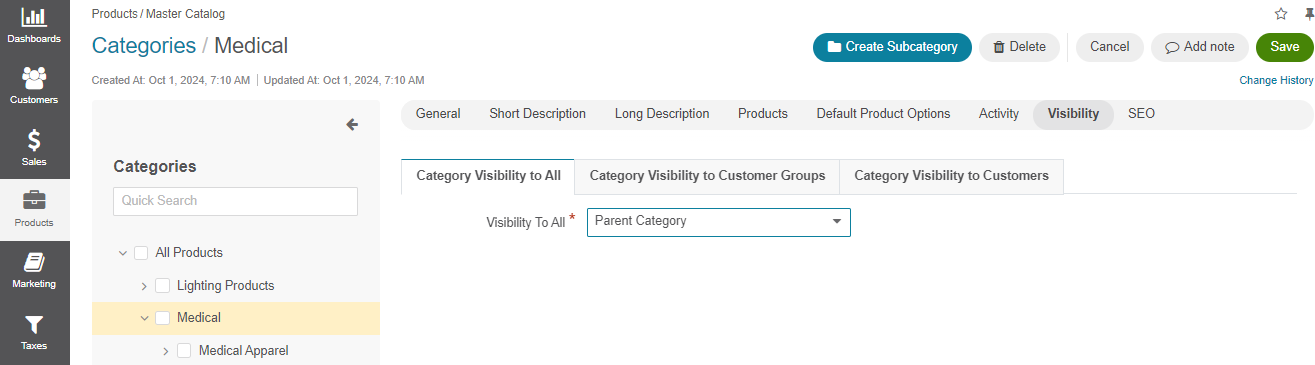 Dashboards
Customers
Sales
Products
Marketing
Taxes
Products / Master Catalog
Categories / Medical
Create Subcategory
Delete
Cancel
Add note
Save
Created At: Oct 1, 2024, 7:10 AM | Updated At: Oct 1, 2024, 7:10 AM
Change History
Categories
Quick Search
All Products
Lighting Products
Medical
Medical Apparel
General Short Description Long Description Products Default Product Options Activity Visibility SEO
Category Visibility to All Category Visibility to Customer Groups Category Visibility to Customers
Visibility To All * Parent Category